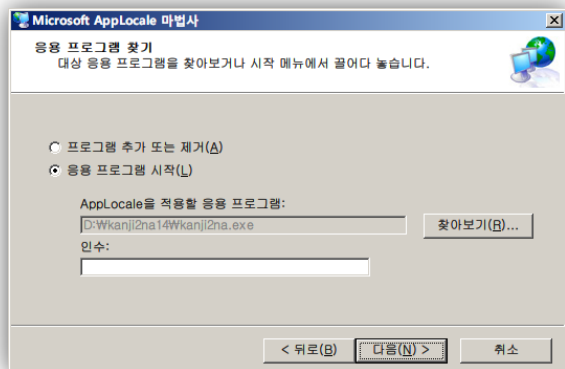 Microsoft AppLocale 마법사
응용 프로그램 찾기
대상 응용 프로그램을 찾아보거나 시작 메뉴에서 끌어다 놓습니다.
프로그램 추가 또는 제거(A)
응용 프로그램 시작(L)
AppLocale을 적용할 응용 프로그램:
D:₩kanji2na14₩kanji2na.exe
찾아보기(R)...
인수:
< 뒤로(B)
다음(N) >
취소